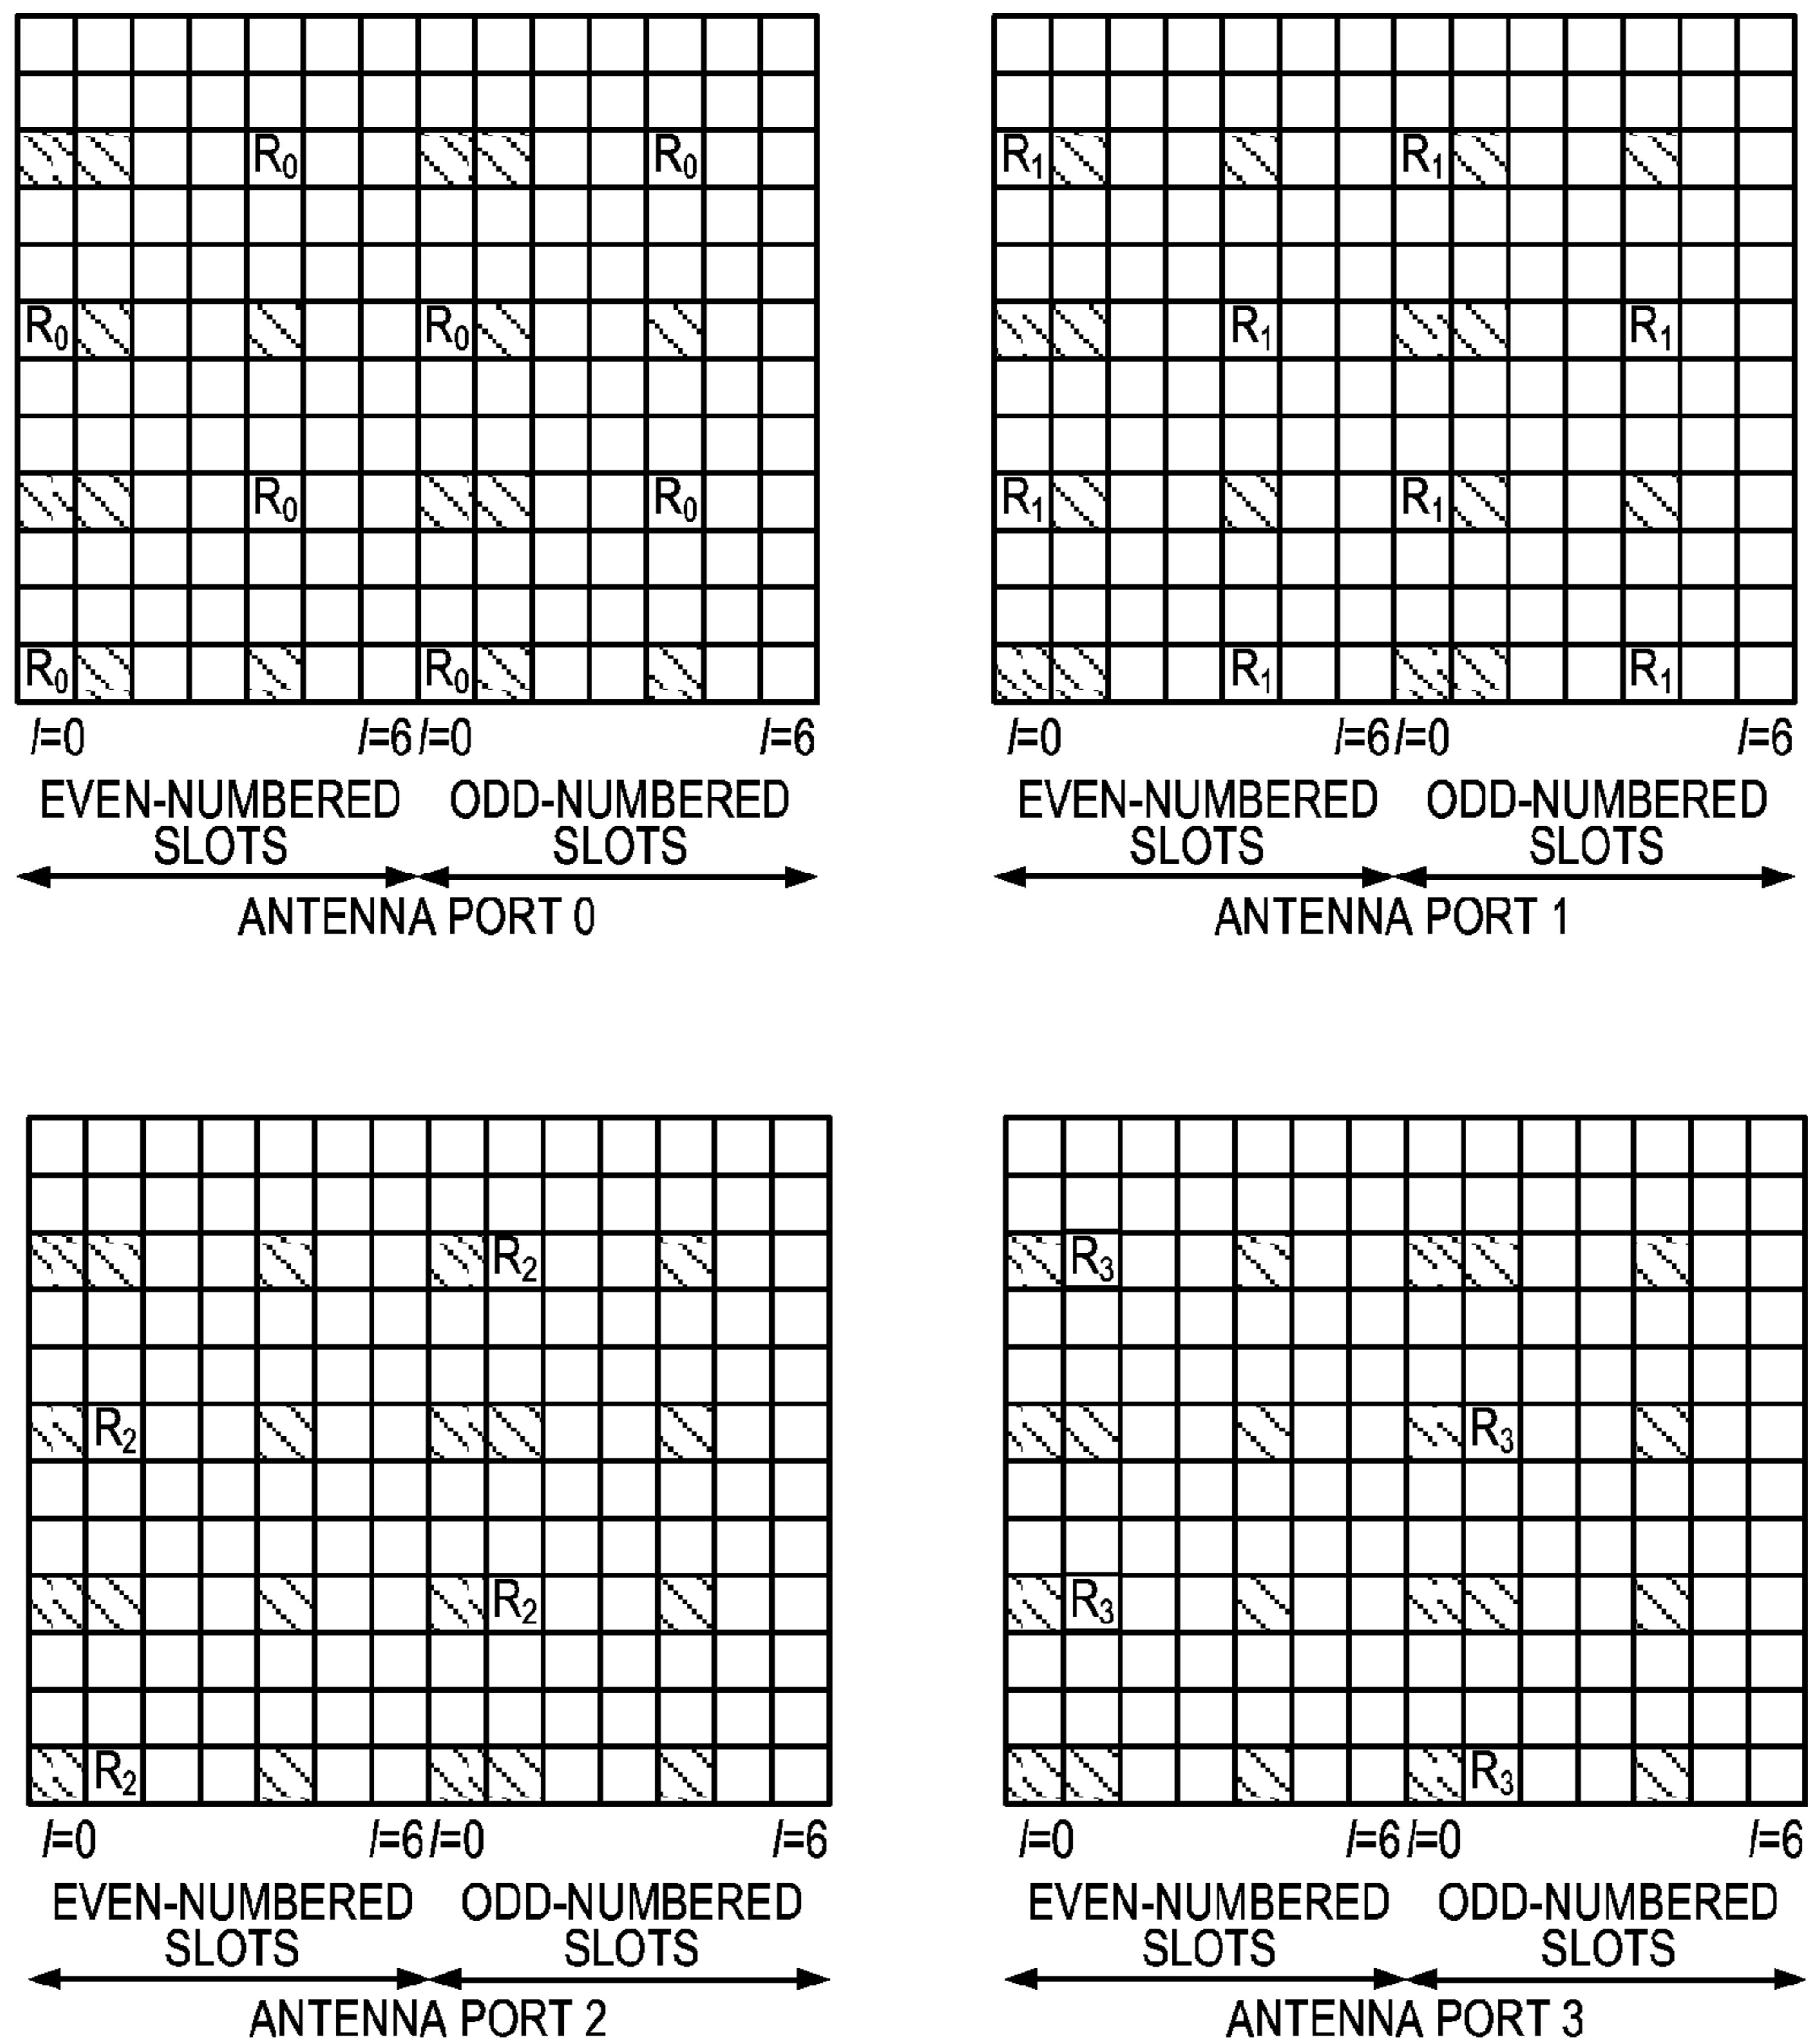 R0 R0 R1 R1
R0 R0 R1 R1
R0 R0 R1 R1
R0 R0 R1 R1
l=0 l=6 l=0 l=6 l=0 l=6 l=0 l=6
EVEN-NUMBERED SLOTS
ODD-NUMBERED SLOTS
EVEN-NUMBERED SLOTS
ODD-NUMBERED SLOTS
ANTENNA PORT 0
ANTENNA PORT 1
R2 R3
R2 R3
R2 R3
R2 R3
l=0 l=6 l=0 l=6 l=0 l=6 l=0 l=6
EVEN-NUMBERED SLOTS
ODD-NUMBERED SLOTS
EVEN-NUMBERED SLOTS
ODD-NUMBERED SLOTS
ANTENNA PORT 2
ANTENNA PORT 3